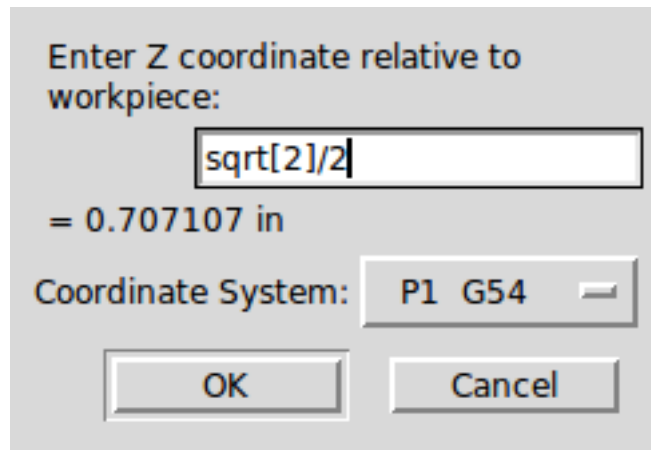 Enter Z coordinate relative to
workpiece:
sqrt[2]/2
= 0.707107 in
Coordinate System: P1 G54
OK Cancel